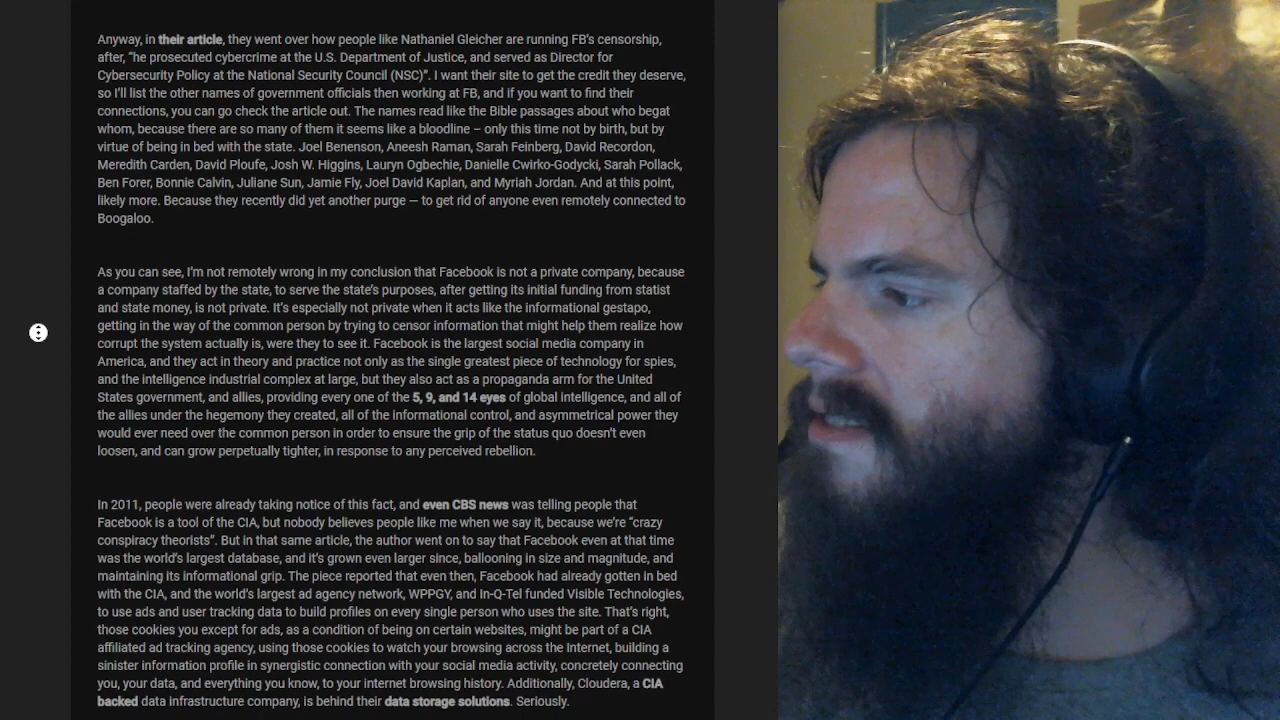 Anyway, in their article, they went over how people like Nathaniel Gleicher are running FB's censorship,
after, “he prosecuted cybercrime at the U.S. Department of Justice, and served as Director for
Cybersecurity Policy at the National Security Council (NSC)”. I want their site to get the credit they deserve,
so I'll list the other names of government officials then working at FB, and if you want to find their
connections, you can go check the article out. The names read like the Bible passages about who begat
whom, because there are so many of them it seems like a bloodline – only this time not by birth, but by
virtue of being in bed with the state. Joel Benenson, Aneesh Raman, Sarah Feinberg, David Recordon,
Meredith Carden, David Ploufe, Josh W. Higgins, Lauryn Ogbechie, Danielle Cwirko-Godycki, Sarah Pollack,
Ben Forer, Bonnie Calvin, Juliane Sun, Jamie Fly, Joel David Kaplan, and Myriah Jordan. And at this point,
likely more. Because they recently did yet another purge — to get rid of anyone even remotely connected to
Boogaloo.
As you can see, I'm not remotely wrong in my conclusion that Facebook is not a private company, because
a company staffed by the state, to serve the state's purposes, after getting its initial funding from statist
and state money, is not private. It's especially not private when it acts like the informational gestapo,
getting in the way of the common person by trying to censor information that might help them realize how
corrupt the system actually is, were they to see it. Facebook is the largest social media company in
America, and they act in theory and practice not only as the single greatest piece of technology for spies,
and the intelligence industrial complex at large, but they also act as a propaganda arm for the United
States government, and allies, providing every one of the 5, 9, and 14 eyes of global intelligence, and all of
the allies under the hegemony they created, all of the informational control, and asymmetrical power they
would ever need over the common person in order to ensure the grip of the status quo doesn't even
loosen, and can grow perpetually tighter, in response to any perceived rebellion.
In 2011, people were already taking notice of this fact, and even CBS news was telling people that
Facebook is a tool of the CIA, but nobody believes people like me when we say it, because we're “crazy
conspiracy theorists”. But in that same article, the author went on to say that Facebook even at that time
was the world's largest database, and it's grown even larger since, ballooning in size and magnitude, and
maintaining its informational grip. The piece reported that even then, Facebook had already gotten in bed
with the CIA, and the world's largest ad agency network, WPPGY, and In-Q-Tel funded Visible Technologies,
to use ads and user tracking data to build profiles on every single person who uses the site. That's right,
those cookies you except for ads, as a condition of being on certain websites, might be part of a CIA
affiliated ad tracking agency, using those cookies to watch your browsing across the Internet, building a
sinister information profile in synergistic connection with your social media activity, concretely connecting
you, your data, and everything you know, to your internet browsing history. Additionally, Cloudera, a CIA
backed data infrastructure company, is behind their data storage solutions. Seriously.